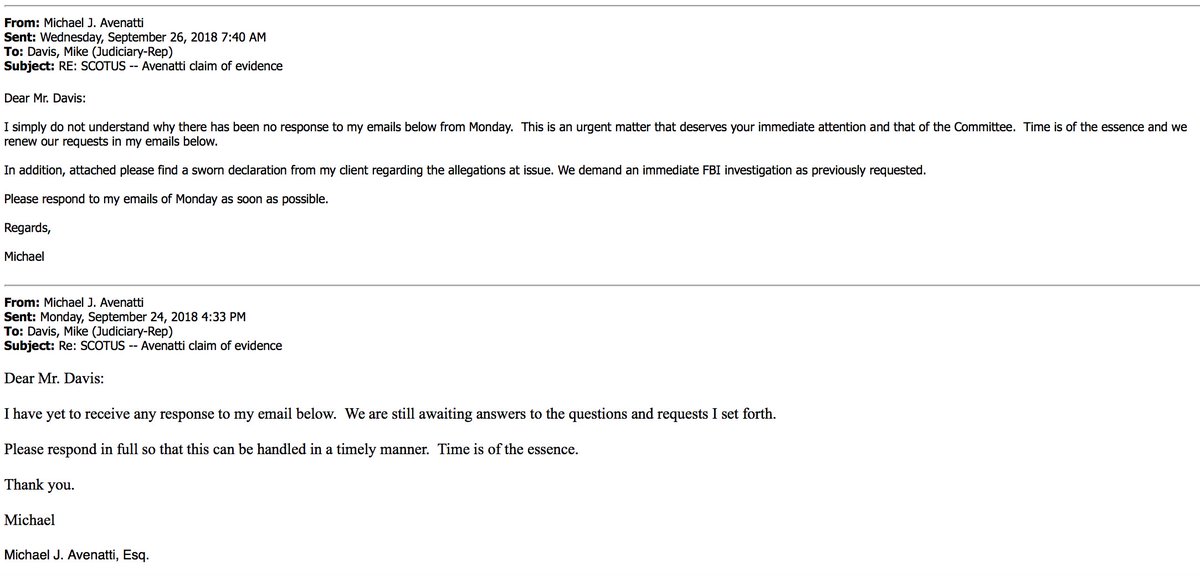 From: Michael J. Avenatti
Sent: Wednesday, September 26, 2018 7:40 AM
To: Davis, Mike (Judiciary-Rep)
Subject: RE: SCOTUS -- Avenatti claim of evidence
Dear Mr. Davis:
I simply do not understand why there has been no response to my emails below from Monday.  This is an urgent matter that deserves your immediate attention and that of the Committee.  Time is of the essence and we
renew our requests in my emails below.
In addition, attached please find a sworn declaration from my client regarding the allegations at issue. We demand an immediate FBI investigation as previously requested.
Please respond to my emails of Monday as soon as possible.
Regards,
Michael
From: Michael J. Avenatti
Sent: Monday, September 24, 2018 4:33 PM
To: Davis, Mike (Judiciary-Rep)
Subject: Re: SCOTUS -- Avenatti claim of evidence
Dear Mr. Davis:
I have yet to receive any response to my email below.  We are still awaiting answers to the questions and requests I set forth.
Please respond in full so that this can be handled in a timely manner.  Time is of the essence.
Thank you.
Michael
Michael J. Avenatti, Esq.